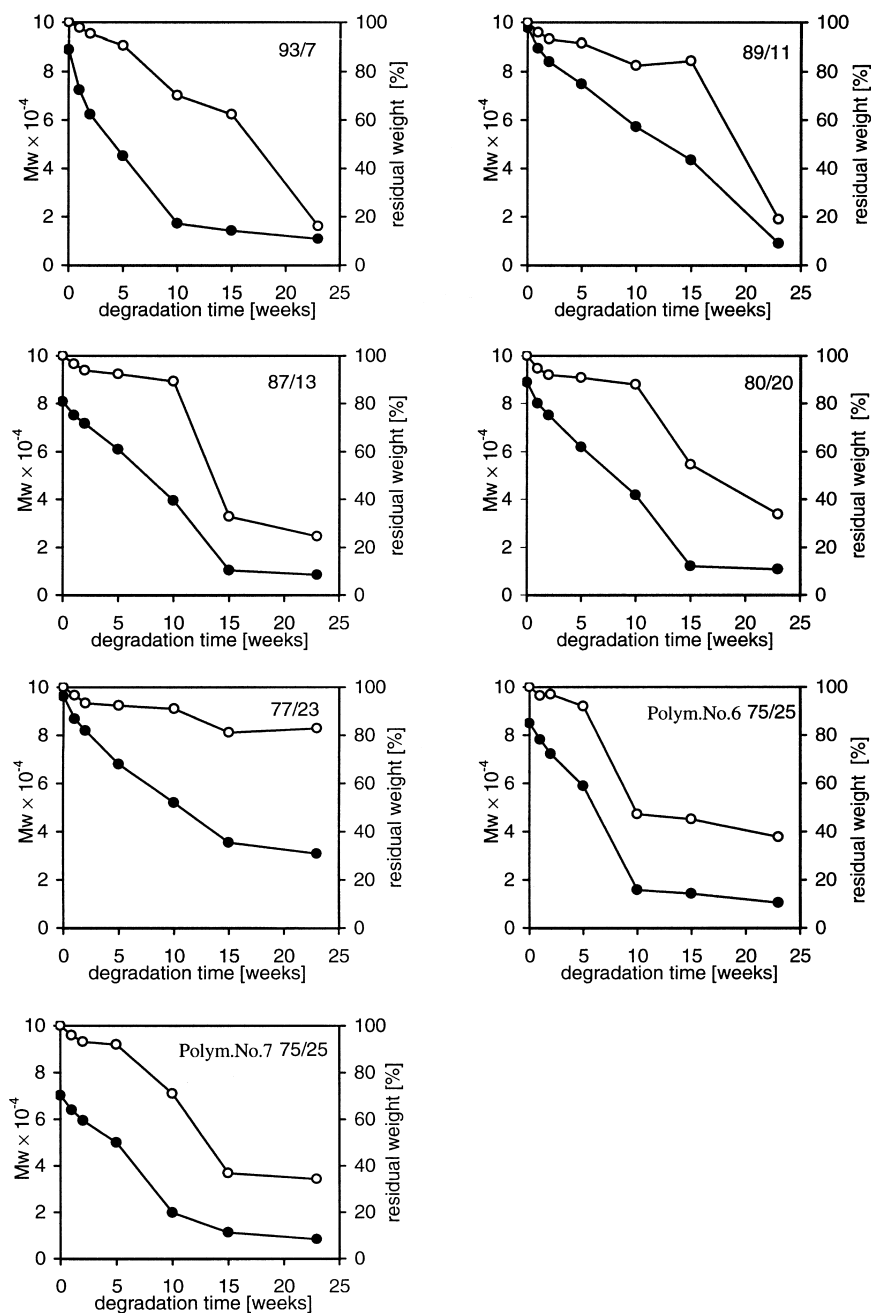 93/7
10
8
6
4
2
0
100
80
60
40
20
0
0 5 10 15 20 25
Mw × 10-4
residual weight [%]
degradation time [weeks]
89/11
10
8
6
4
2
0
100
80
60
40
20
0
0 5 10 15 20 25
Mw × 10-4
residual weight [%]
degradation time [weeks]
87/13
10
8
6
4
2
0
100
80
60
40
20
0
0 5 10 15 20 25
Mw × 10-4
residual weight [%]
degradation time [weeks]
80/20
10
8
6
4
2
0
100
80
60
40
20
0
0 5 10 15 20 25
Mw × 10-4
residual weight [%]
degradation time [weeks]
77/23
10
8
6
4
2
0
100
80
60
40
20
0
0 5 10 15 20 25
Mw × 10-4
residual weight [%]
degradation time [weeks]
Polym.No.6 75/25
10
8
6
4
2
0
100
80
60
40
20
0
0 5 10 15 20 25
Mw × 10-4
residual weight [%]
degradation time [weeks]
Polym.No.7 75/25
10
8
6
4
2
0
100
80
60
40
20
0
0 5 10 15 20 25
Mw × 10-4
residual weight [%]
degradation time [weeks]